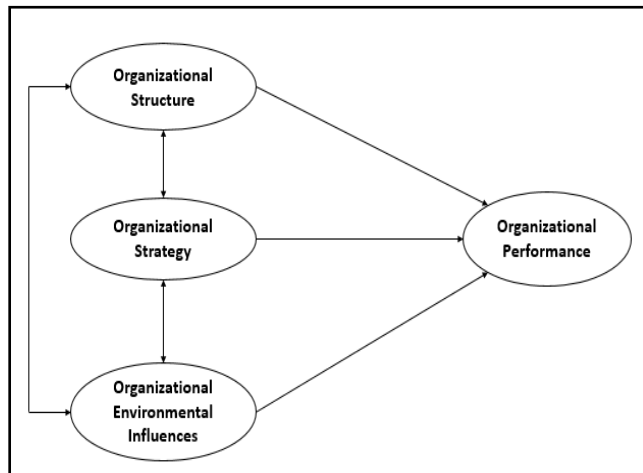 Organizational
Structure
Organizational
Strategy
Organizational
Performance
Organizational
Environmental
Influences